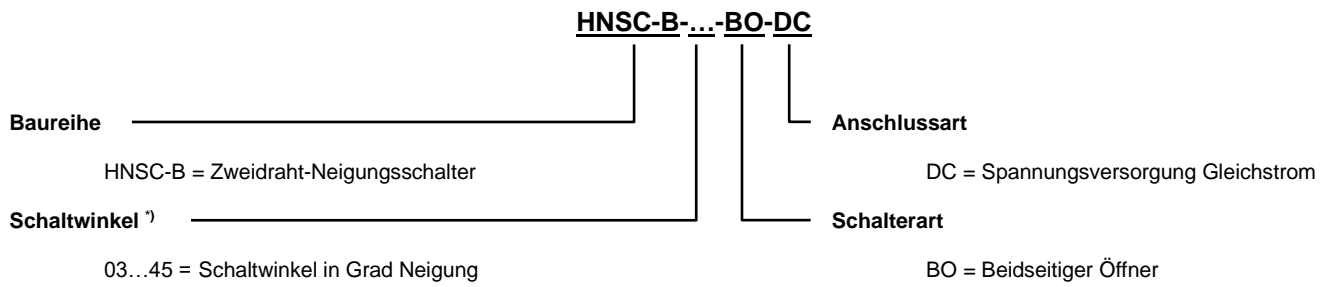 HNSC-B-…-BO-DC
Baureihe
HNSC-B = Zweidraht-Neigungsschalter
Schaltwinkel *)
03…45 = Schaltwinkel in Grad Neigung
Anschlussart
DC = Spannungsversorgung Gleichstrom
Schalterart
BO = Beidseitiger Öffner